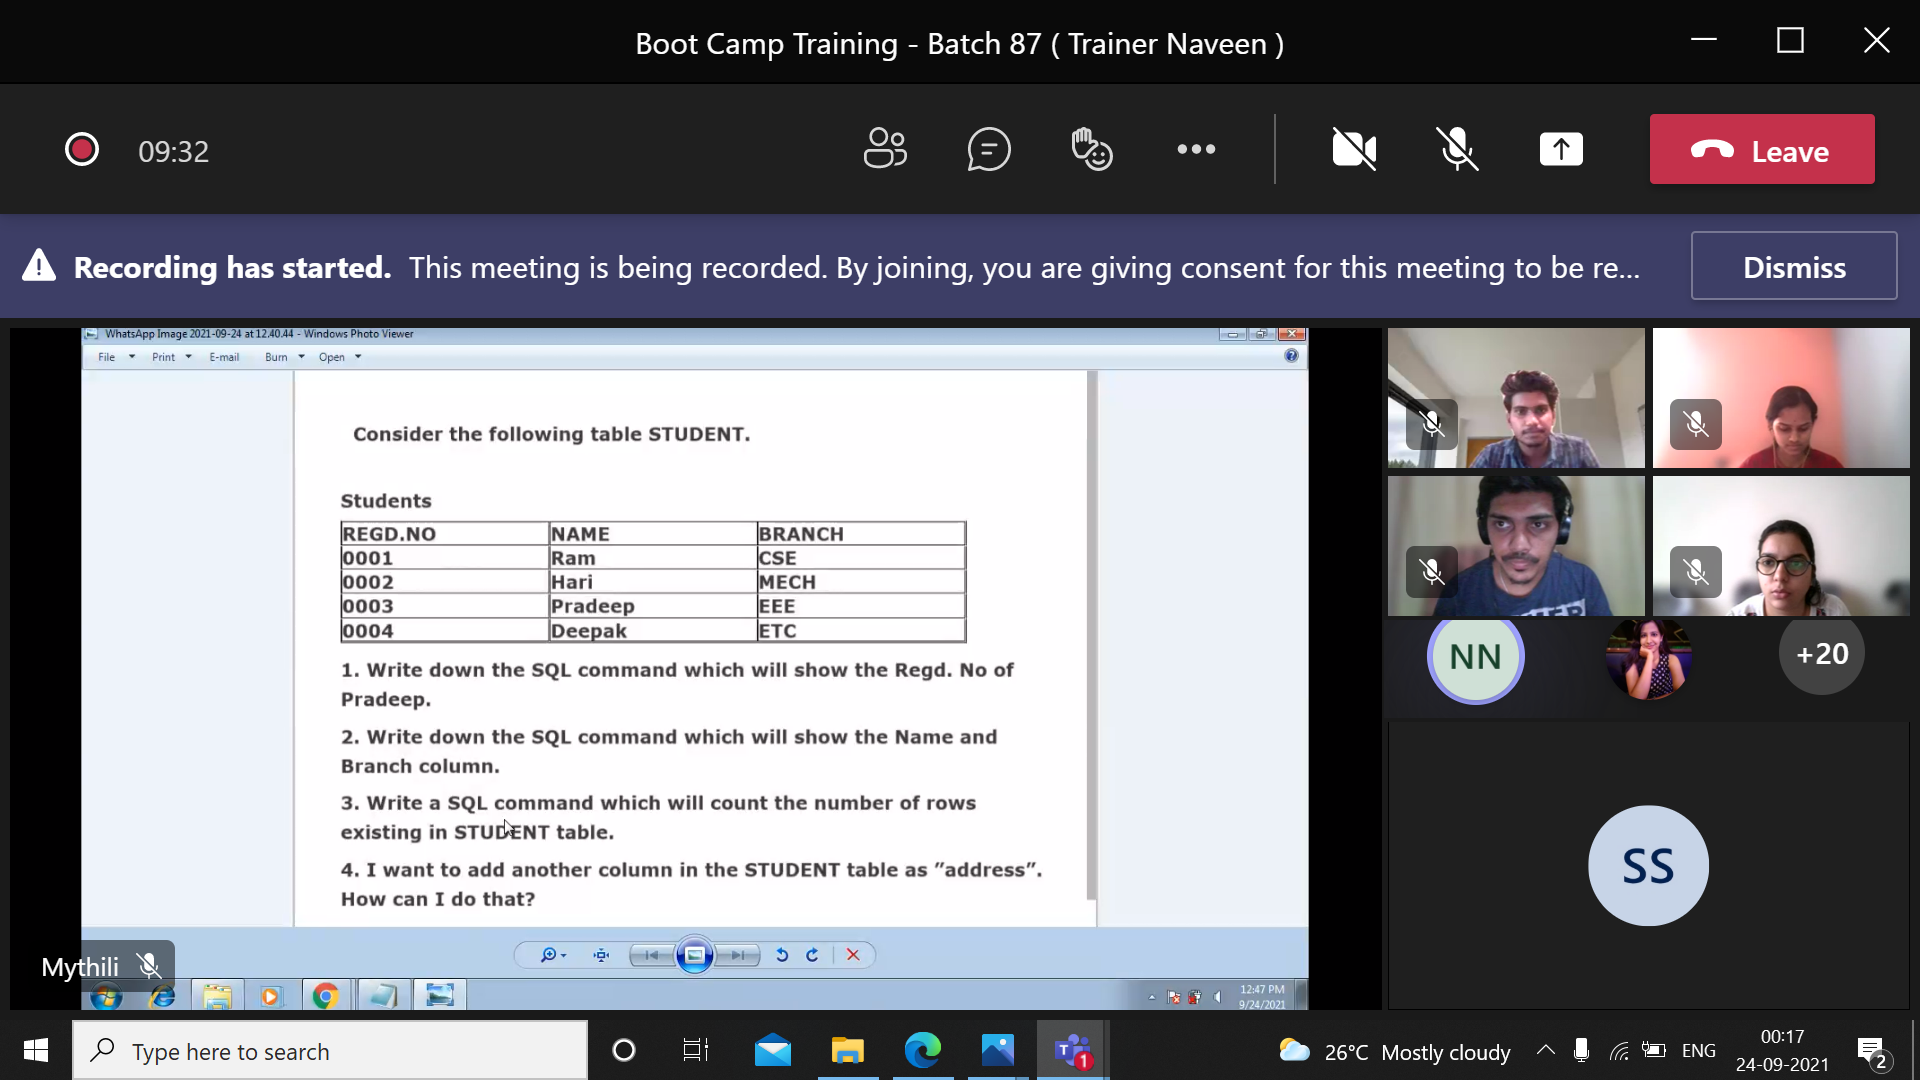 Boot Camp Training - Batch 87 ( Trainer Naveen )
09:32
Leave
Recording has started. This meeting is being recorded. By joining, you are giving consent for this meeting to be re...
Dismiss
WhatsApp Image 2021-09-24 at 12.40.44 - Windows Photo Viewer
File Print E-mail Burn Open
Consider the following table STUDENT.
Students
REGD.NO NAME BRANCH
0001 Ram CSE
0002 Hari MECH
0003 Pradeep EEE
0004 Deepak ETC
1. Write down the SQL command which will show the Regd. No of
Pradeep.
2. Write down the SQL command which will show the Name and
Branch column.
3. Write a SQL command which will count the number of rows
existing in STUDENT table.
4. I want to add another column in the STUDENT table as ”address”.
How can I do that?
Mythili
12:47 PM
9/24/2021
NN
+20
SS
Type here to search
T
1
26°C Mostly cloudy
ENG
00:17
24-09-2021
2